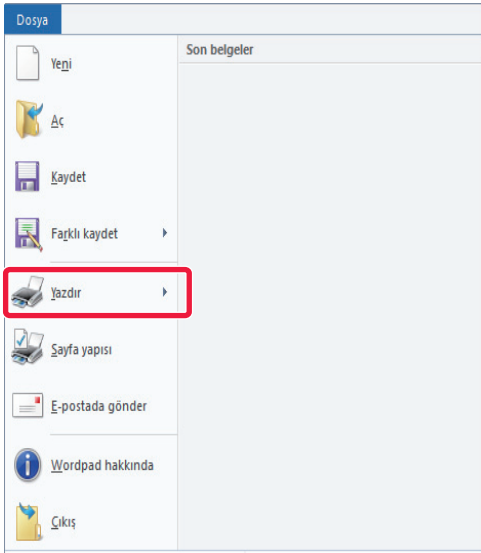 Dosya
Son belgeler
Yeni
Aç
Kaydet
Farklı kaydet
Yazdır
Sayfa yapısı
E-postada gönder
Wordpad hakkında
Çıkış